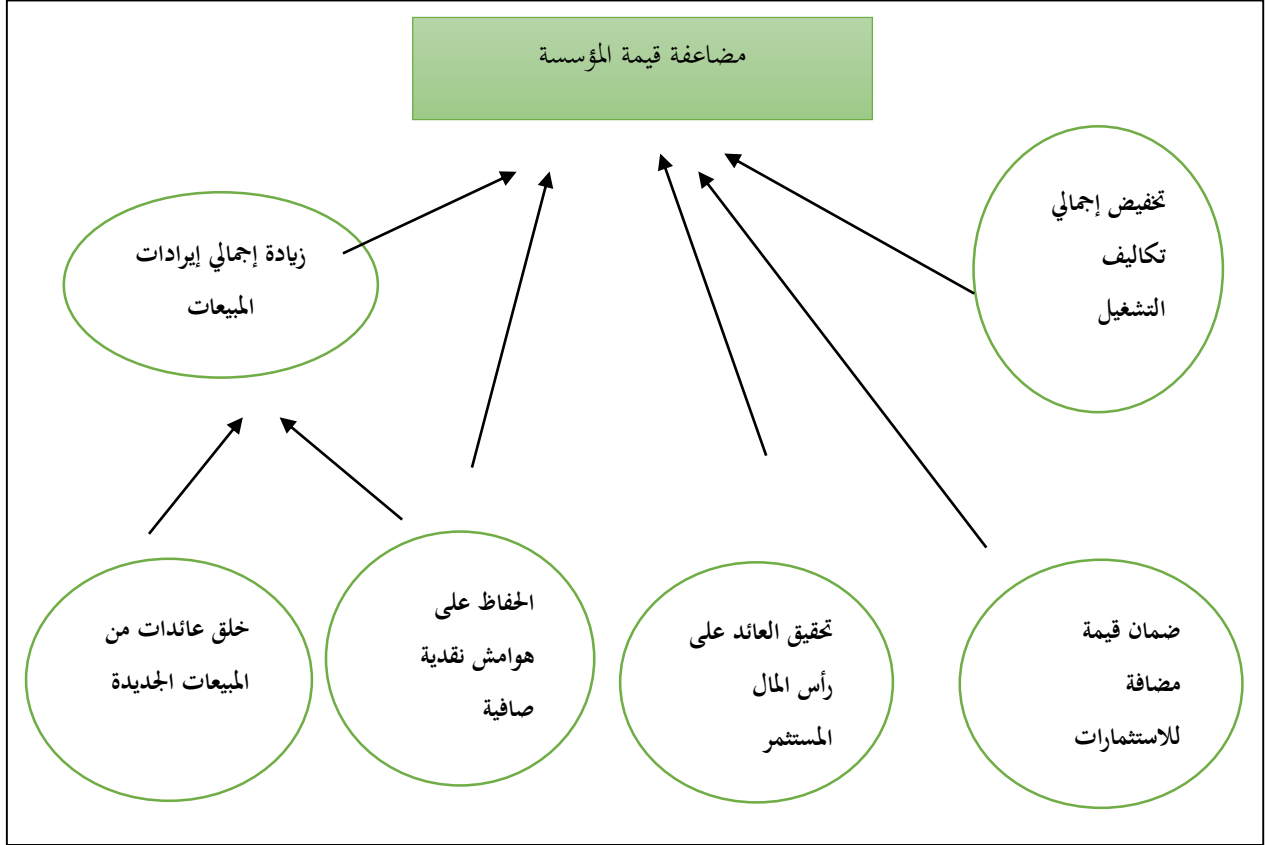 مضاعفة قيمة المؤسسة
تخفيض إجمالي
تكاليف
التشغيل
زيادة إجمالي إيرادات
المبيعات
ضمان قيمة
مضافة
للاستثمارات
تحقيق العائد على
رأس المال
المستثمر
الحفاظ على
هوامش نقدية
صافية
خلق عائدات من
المبيعات الجديدة